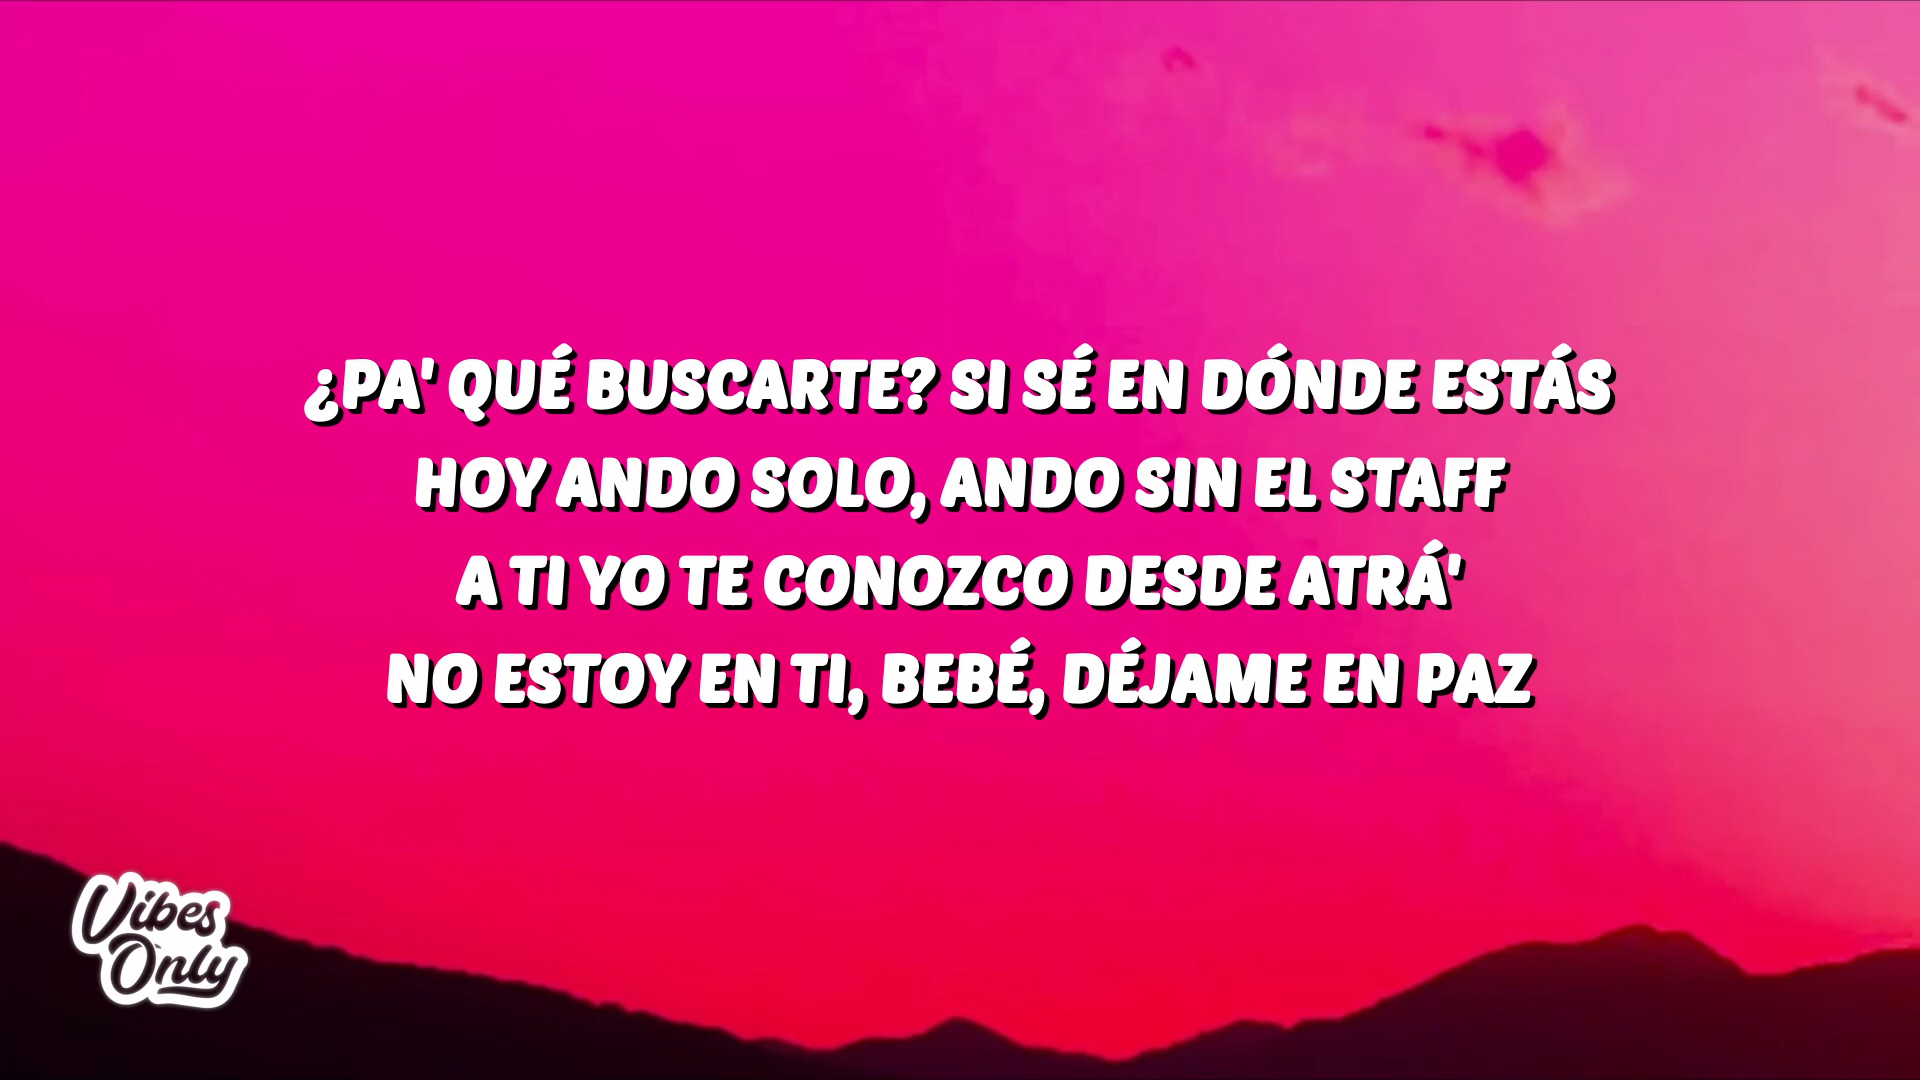 ¿PA' QUÉ BUSCARTE? SI SÉ EN DÓNDE ESTÁS
HOY ANDO SOLO, ANDO SIN EL STAFF
A TI YO TE CONOZCO DESDE ATRÁ'
NO ESTOY EN TI, BEBÉ, DÉJAME EN PAZ
Vibes
Only